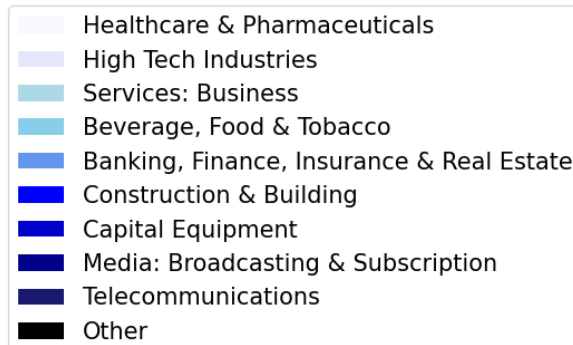 Healthcare & Pharmaceuticals
High Tech Industries
Services: Business
Beverage, Food & Tobacco
Banking, Finance, Insurance & Real Estate
Construction & Building
Capital Equipment
Media: Broadcasting & Subscription
Telecommunications
Other